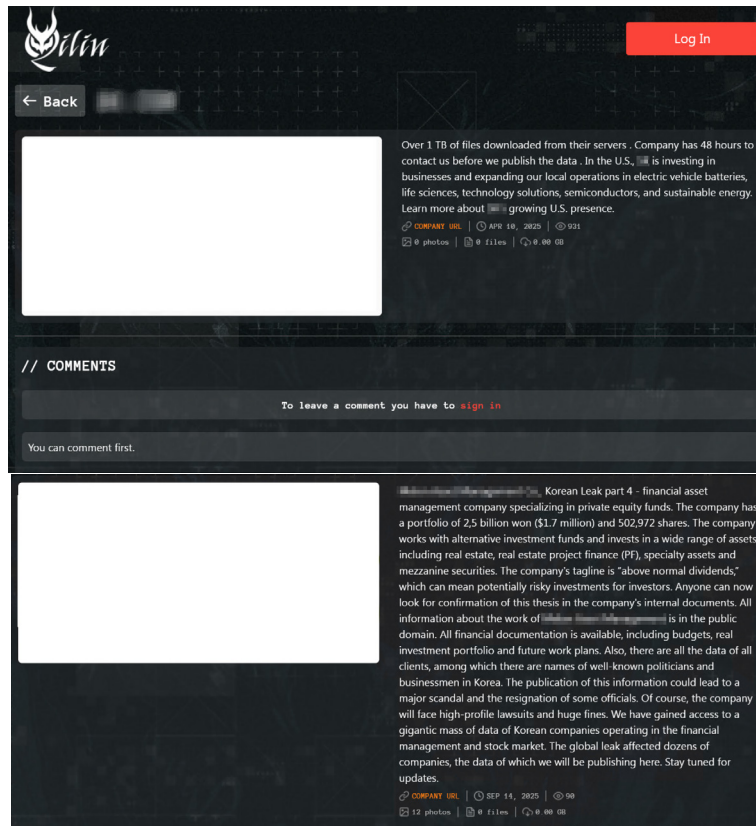 Qilin
Log In
← Back
Over 1 TB of files downloaded from their servers . Company has 48 hours to
contact us before we publish the data . In the U.S., is investing in
businesses and expanding our local operations in electric vehicle batteries,
life sciences, technology solutions, semiconductors, and sustainable energy.
Learn more about growing U.S. presence.
COMPANY URL | APR 10, 2025 | 931
0 photos | 0 files | 0.00 GB
// COMMENTS
To leave a comment you have to sign in
You can comment first.
Korean Leak part 4 - financial asset
management company specializing in private equity funds. The company has
a portfolio of 2,5 billion won ($1.7 million) and 502,972 shares. The company
works with alternative investment funds and invests in a wide range of assets
including real estate, real estate project finance (PF), specialty assets and
mezzanine securities. The company's tagline is “above normal dividends,”
which can mean potentially risky investments for investors. Anyone can now
look for confirmation of this thesis in the company's internal documents. All
information about the work of is in the public
domain. All financial documentation is available, including budgets, real
investment portfolio and future work plans. Also, there are all the data of all
clients, among which there are names of well-known politicians and
businessmen in Korea. The publication of this information could lead to a
major scandal and the resignation of some officials. Of course, the company
will face high-profile lawsuits and huge fines. We have gained access to a
gigantic mass of data of Korean companies operating in the financial
management and stock market. The global leak affected dozens of
companies, the data of which we will be publishing here. Stay tuned for
updates.
COMPANY URL | SEP 14, 2025 | 90
12 photos | 0 files | 0.00 GB